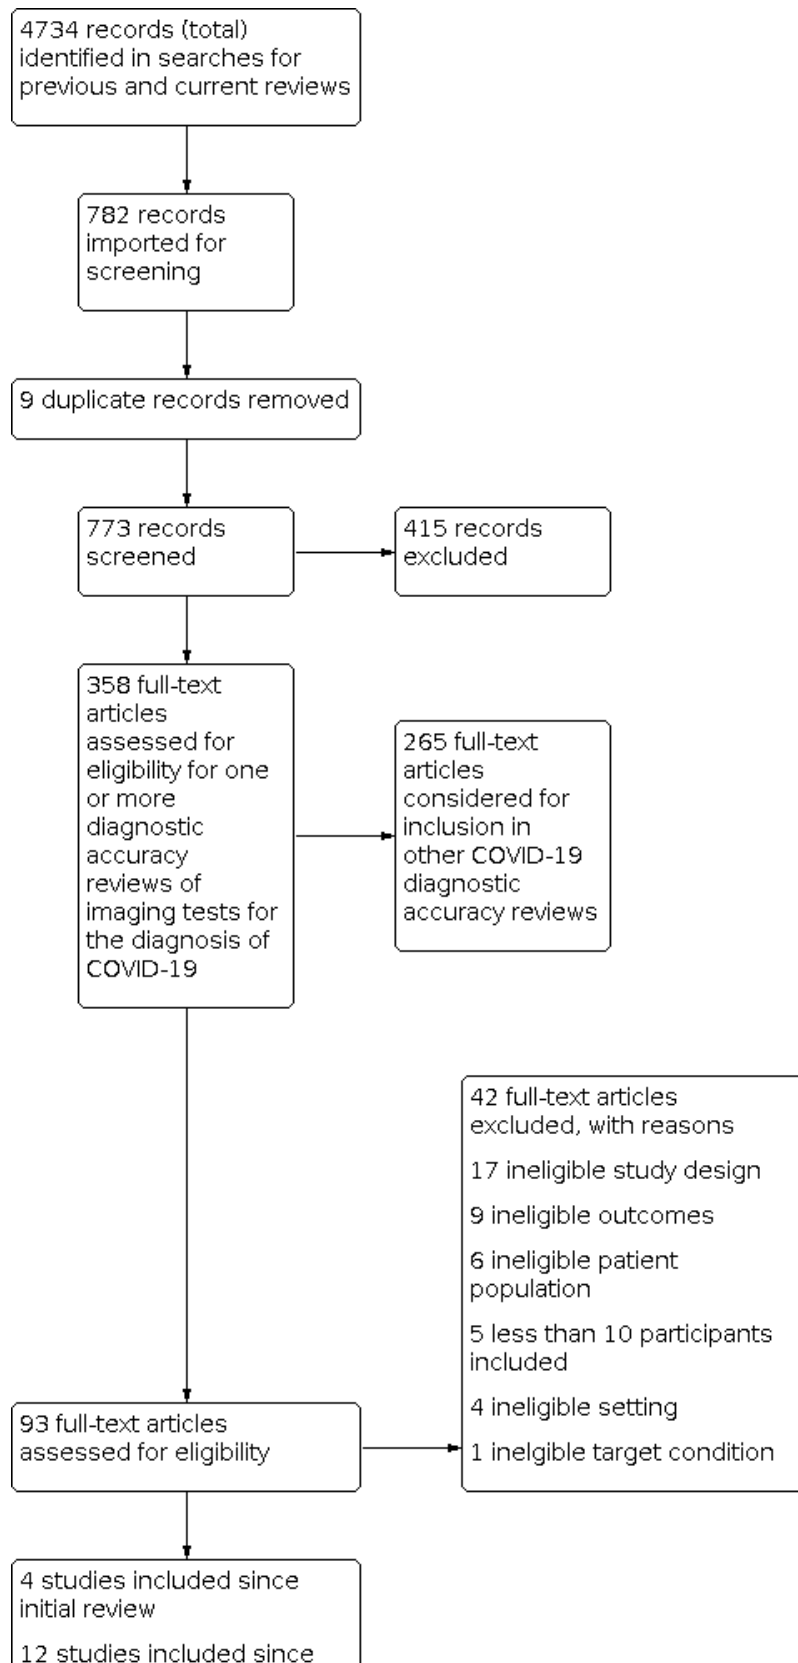 4734 records (total)
identified in searches for
previous and current reviews
782 records
imported for
screening
9 duplicate records removed
773 records
screened
415 records
excluded
358 full-text
articles
assessed for
eligibility for one
or more
diagnostic
accuracy
reviews of
imaging tests for
the diagnosis of
COVID-19
265 full-text
articles
considered for
inclusion in
other COVID-19
diagnostic
accuracy reviews
42 full-text articles
excluded, with reasons
17 ineligible study design
9 ineligible outcomes
6 ineligible patient
population
5 less than 10 participants
included
4 ineligible setting
1 inelgible target condition
93 full-text articles
assessed for eligibility
4 studies included since
initial review
12 studies included since